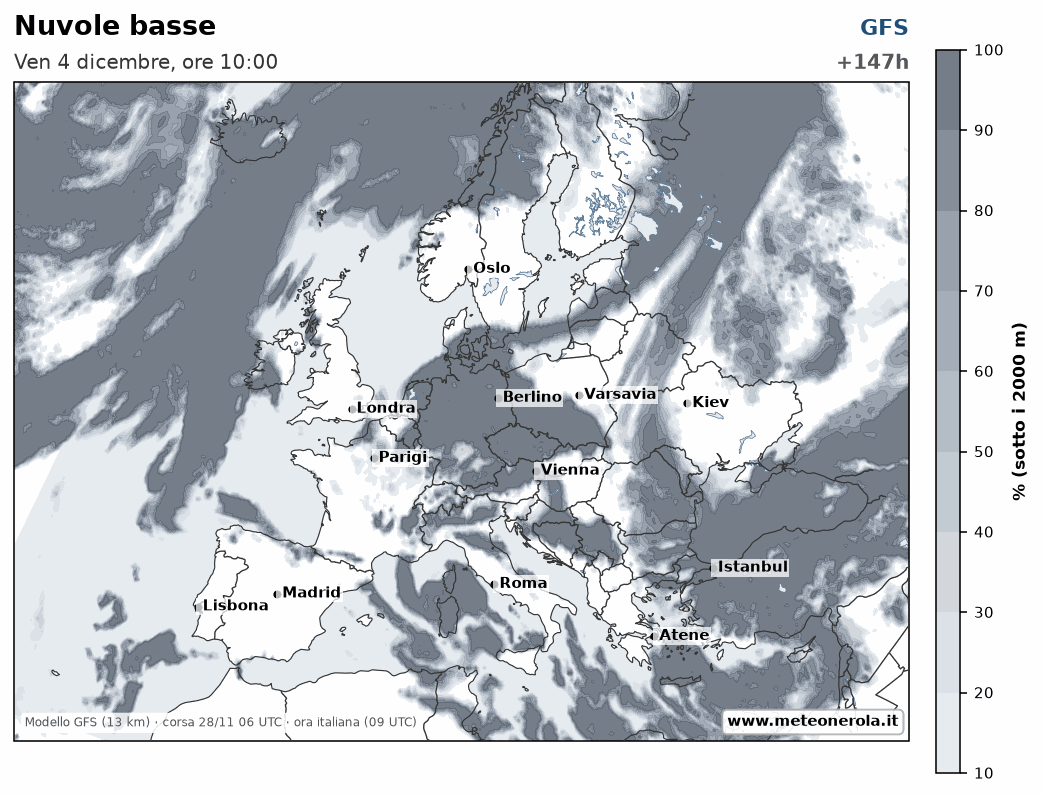 Nuvole basse
GFS
Ven 4 dicembre, ore 10:00
+147h
100
90
80
70
60
50
40
30
20
10
% (sotto i 2000 m)
Oslo
Londra
Berlino
Varsavia
Kiev
Parigi
Vienna
Istanbul
Madrid
Roma
Lisbona
Atene
Modello GFS (13 km) · corsa 28/11 06 UTC · ora italiana (09 UTC)
www.meteonerola.it